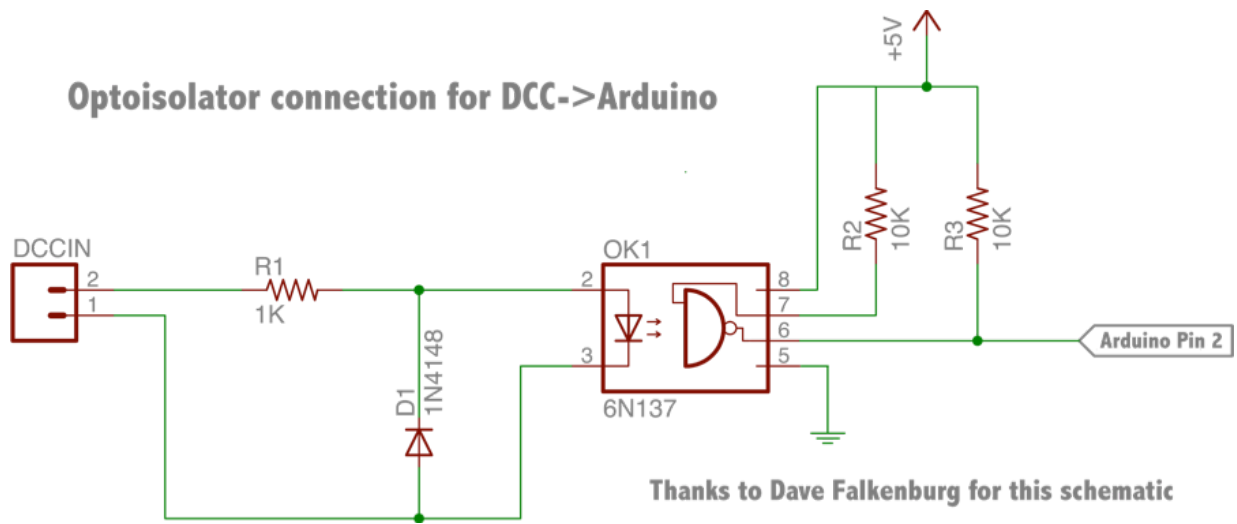 +5V
Optoisolator connection for DCC->Arduino
R2
10K
R3
10K
DCCIN
2
1
R1
1K
OK1
2
3
8
7
6
5
6N137
D1
1N4148
Arduino Pin 2
Thanks to Dave Falkenburg for this schematic